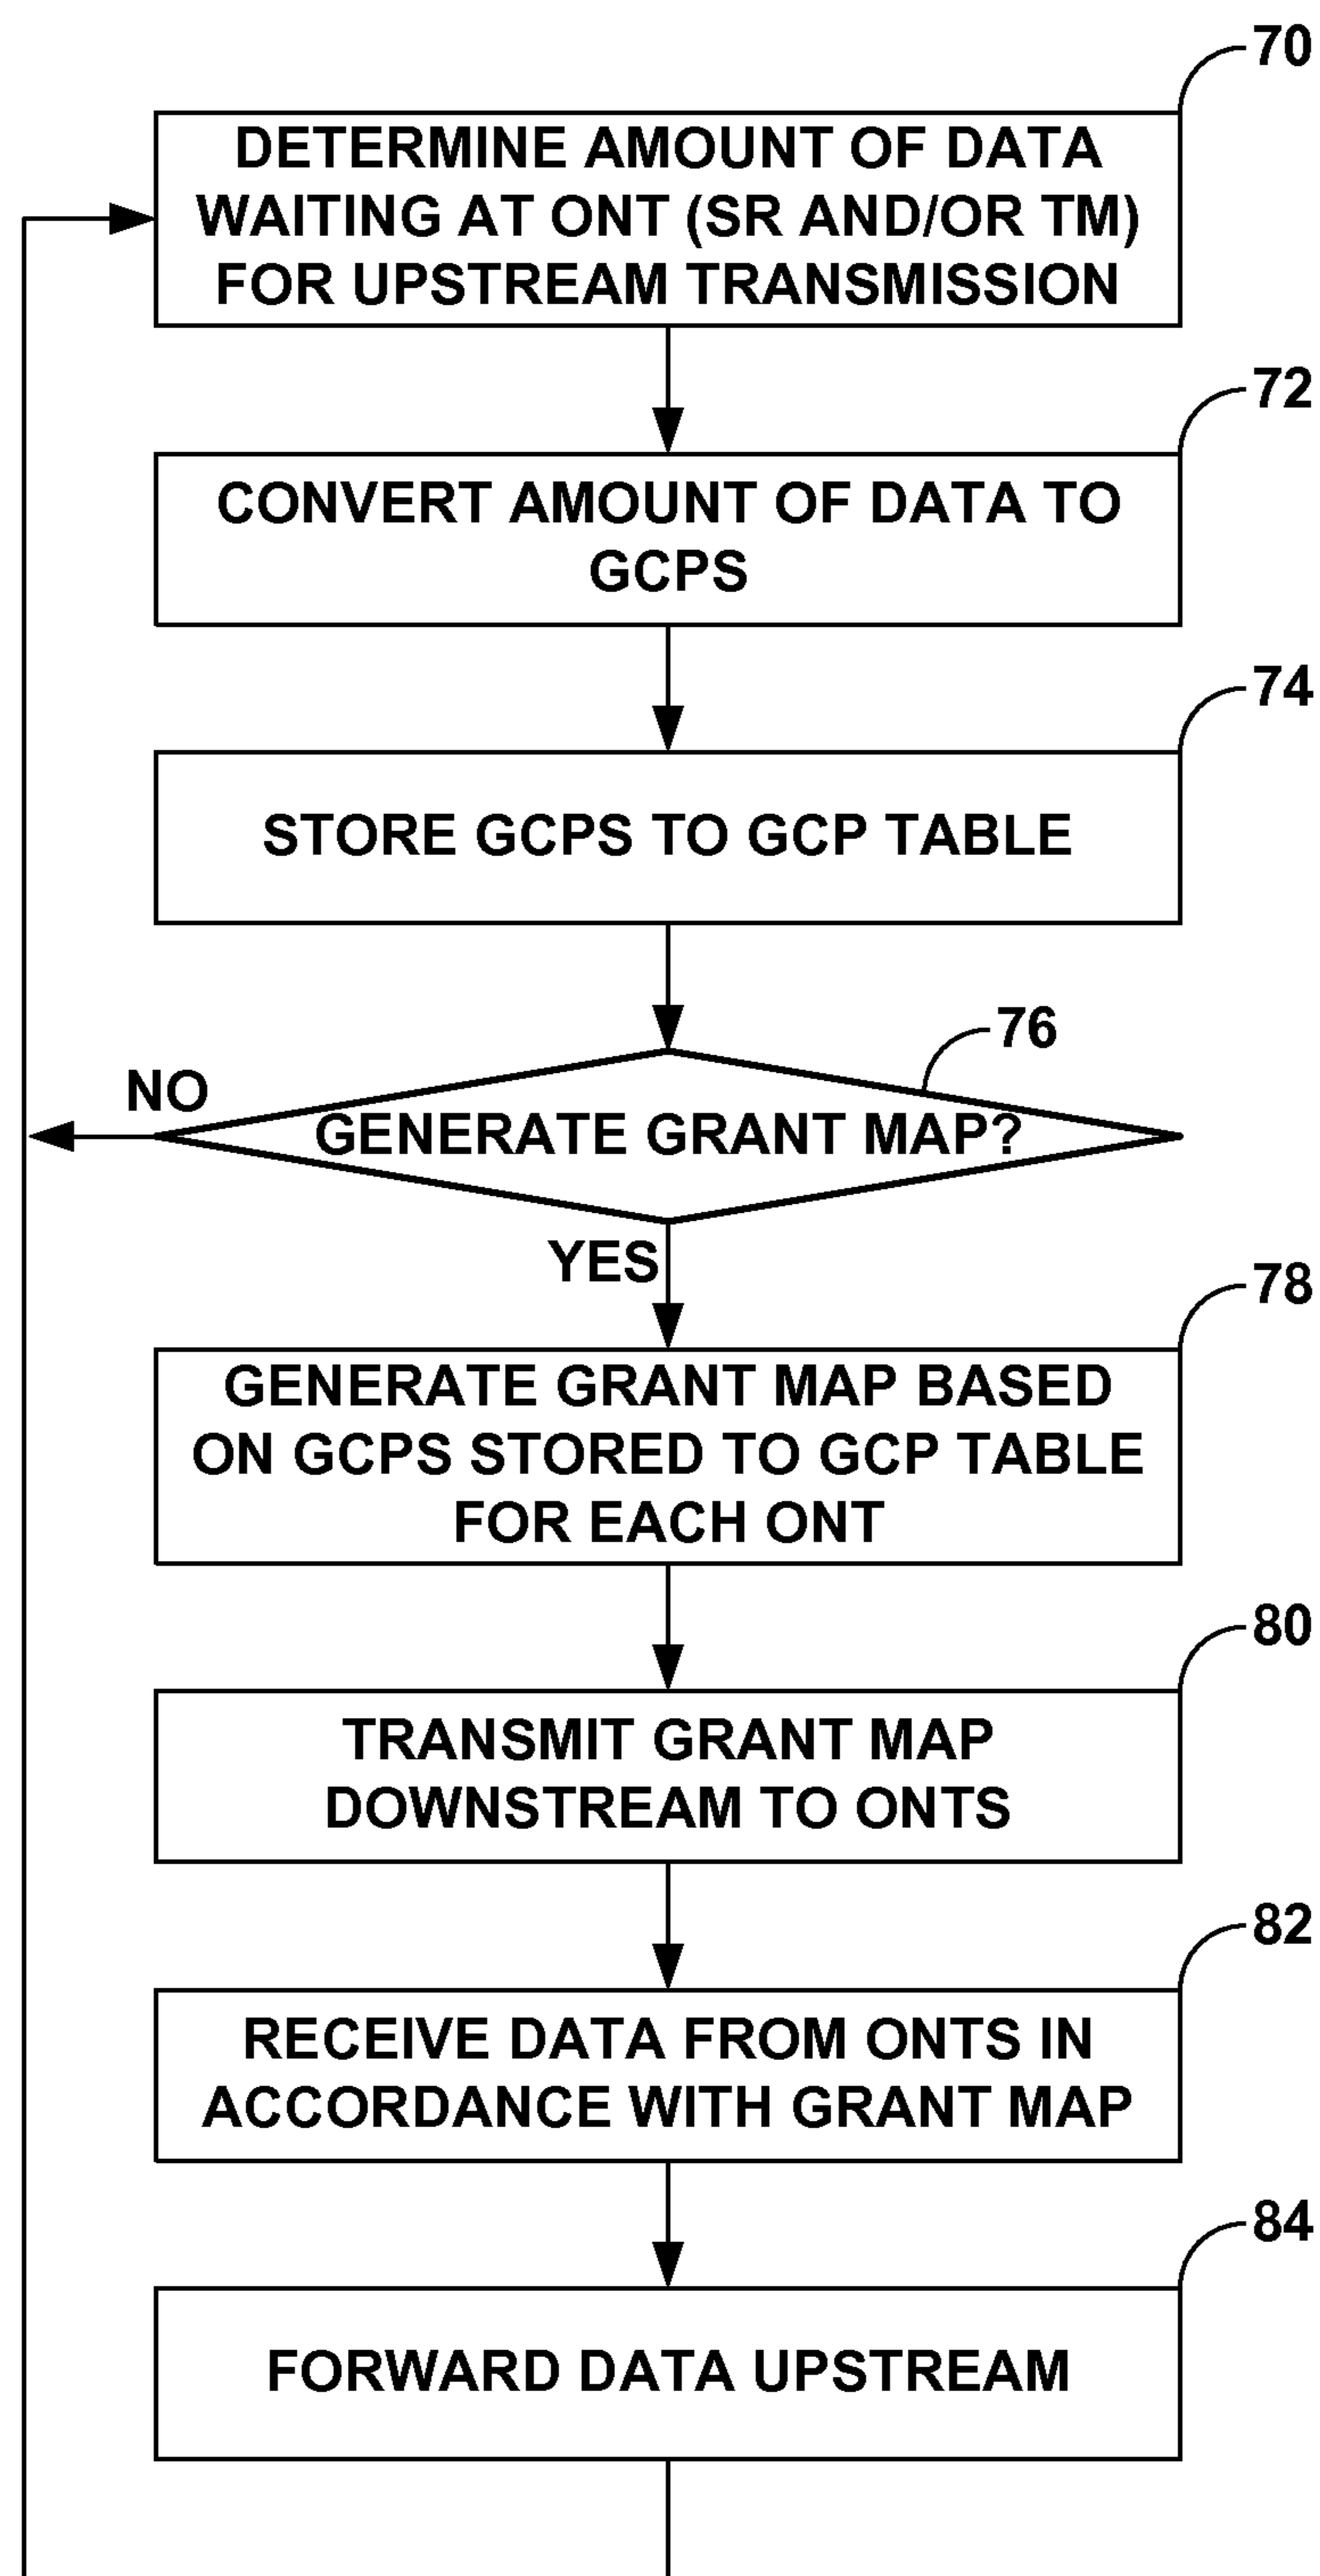 70
DETERMINE AMOUNT OF DATA
WAITING AT ONT (SR AND/OR TM)
FOR UPSTREAM TRANSMISSION
72
CONVERT AMOUNT OF DATA TO
GCPS
74
STORE GCPS TO GCP TABLE
76
NO
GENERATE GRANT MAP?
YES
78
GENERATE GRANT MAP BASED
ON GCPS STORED TO GCP TABLE
FOR EACH ONT
80
TRANSMIT GRANT MAP
DOWNSTREAM TO ONTS
82
RECEIVE DATA FROM ONTS IN
ACCORDANCE WITH GRANT MAP
84
FORWARD DATA UPSTREAM